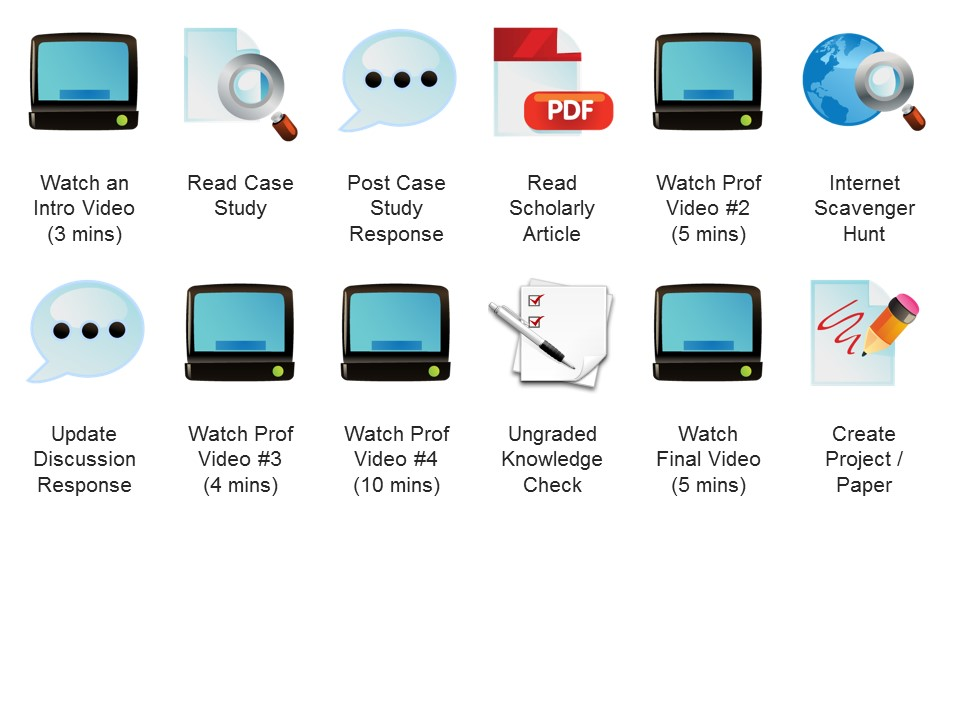 PDF
Watch an
Intro Video
(3 mins)
Read Case
Study
Post Case
Study
Response
Read
Scholarly
Article
Watch Prof
Video #2
(5 mins)
Internet
Scavenger
Hunt
Update
Discussion
Response
Watch Prof
Video #3
(4 mins)
Watch Prof
Video #4
(10 mins)
Ungraded
Knowledge
Check
Watch
Final Video
(5 mins)
Create
Project /
Paper